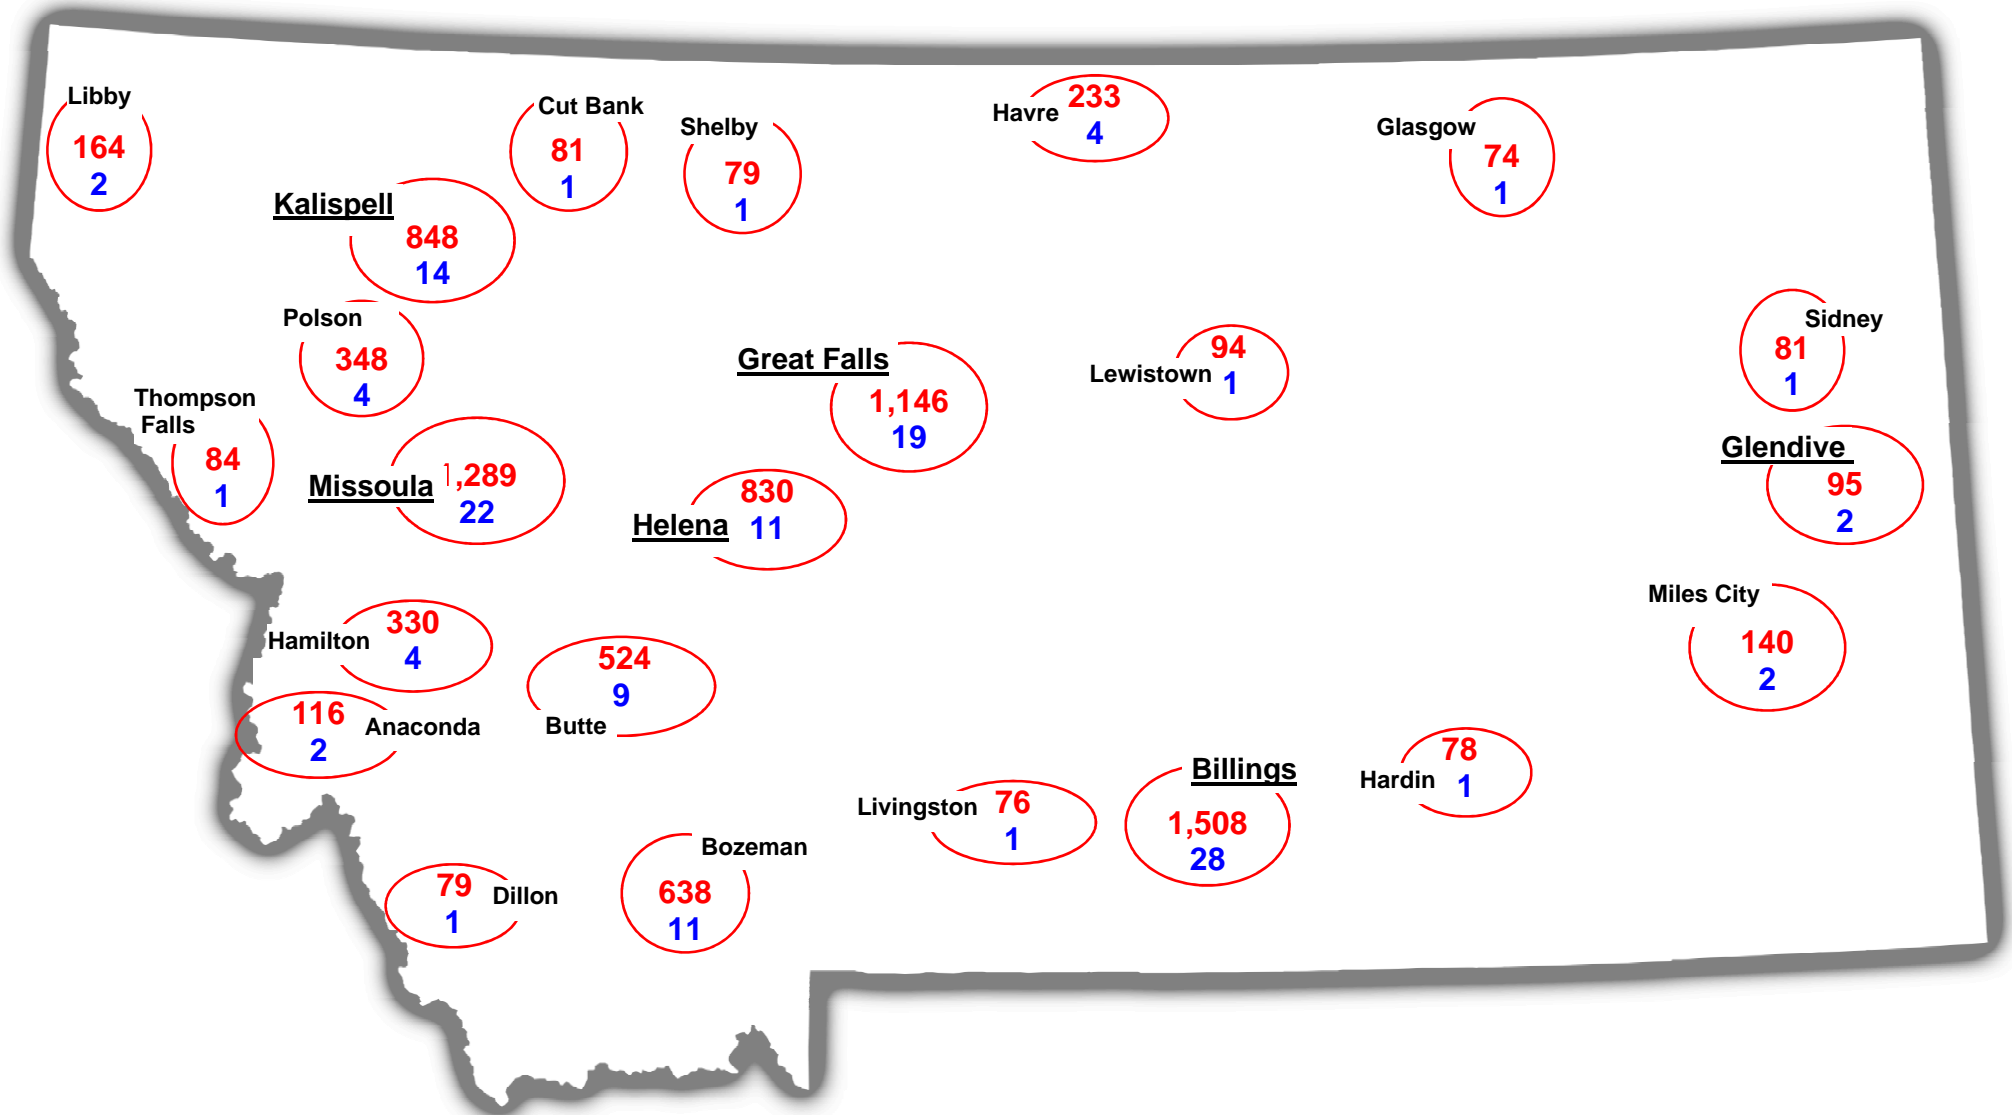 Libby
164
2
Cut Bank
81
1
Shelby
79
1
Havre 233
4
Glasgow
74
1
Kalispell
848
14
Polson
348
4
Great Falls
1,146
19
94
Lewistown 1
Sidney
81
1
Thompson
Falls
84
1
Missoula 1,289
22
830
Helena 11
Glendive
95
2
Miles City
140
2
330
Hamilton
4
524
9
Butte
116
Anaconda
2
Billings
1,508
28
78
Hardin 1
Livingston 76
1
Bozeman
638
11
79
Dillon
1